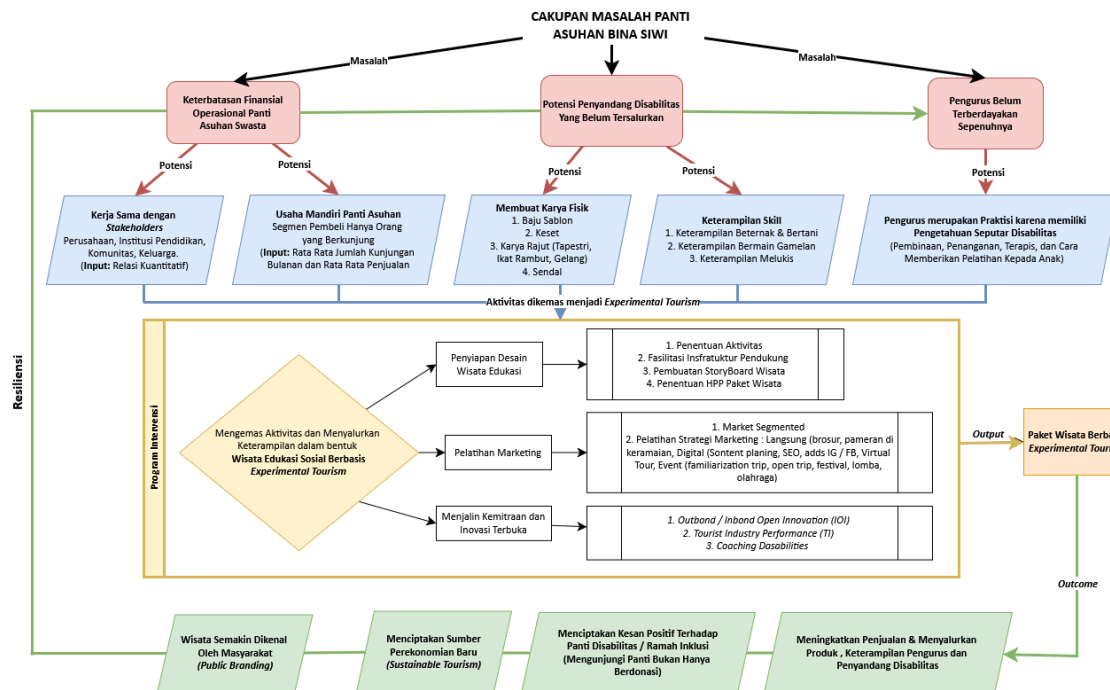 CAKUPAN MASALAH PANTI
ASUHAN BINA SIWI
Masalah
Masalah
Keterbatasan Finansial
Operasional Panti
Asuhan Swasta
Potensi Penyandang Disabilitas
Yang Belum Tersalurkan
Pengurus Belum
Terberdayakan
Sepenuhnya
Potensi
Potensi
Potensi
Potensi
Potensi
Kerja Sama dengan
Stakeholders
Perusahaan, Institusi Pendidikan,
Komunitas, Keluarga.
(Input: Relasi Kuantitatif)
Usaha Mandiri Panti Asuhan
Segmen Pembeli Hanya Orang
yang Berkunjung
(Input: Rata Rata Jumlah Kunjungan
Bulanan dan Rata Rata Penjualan
Membuat Karya Fisik
1. Baju Sablon
2. Keset
3. Karya Rajut (Tapestri,
Ikat Rambut, Gelang)
4. Sendal
Keterampilan Skill
1. Keterampilan Beternak & Bertani
2. Keterampilan Bermain Gamelan
3. Keterampilan Melukis
Pengurus merupakan Praktisi karena memiliki
Pengetahuan Seputar Disabilitas
(Pembinaan, Penanganan, Terapis, dan Cara
Memberikan Pelatihan Kepada Anak)
Aktivitas dikemas menjadi Experimental Tourism
Resiliensi
Program Intervensi
Mengemas Aktivitas dan Menyalurkan
Keterampilan dalam bentuk
Wisata Edukasi Sosial Berbasis
Experimental Tourism
Penyiapan Desain
Wisata Edukasi
1. Penentuan Aktivitas
2. Fasilitasi Insfratuktur Pendukung
3. Pembuatan StoryBoard Wisata
4. Penentuan HPP Paket Wisata
Pelatihan Marketing
1. Market Segmented
2. Pelatihan Strategi Marketing : Langsung (brosur, pameran di
keramaian, Digital (Sontent planing, SEO, adds IG / FB, Virtual
Tour, Event (familiarization trip, open trip, festival, lomba,
olahraga)
Menjalin Kemitraan dan
Inovasi Terbuka
1. Outbond / Inbond Open Innovation (IOI)
2. Tourist Industry Performance (TI)
3. Coaching Dasabilities
Output
Paket Wisata Berba
Experimental Touri
Outcome
Wisata Semakin Dikenal
Oleh Masyarakat
(Public Branding)
Menciptakan Sumber
Perekonomian Baru
(Sustainable Tourism)
Menciptakan Kesan Positif Terhadap
Panti Disabilitas / Ramah Inklusi
(Mengunjungi Panti Bukan Hanya
Berdonasi)
Meningkatkan Penjualan & Menyalurkan
Produk , Keterampilan Pengurus dan
Penyandang Disabilitas